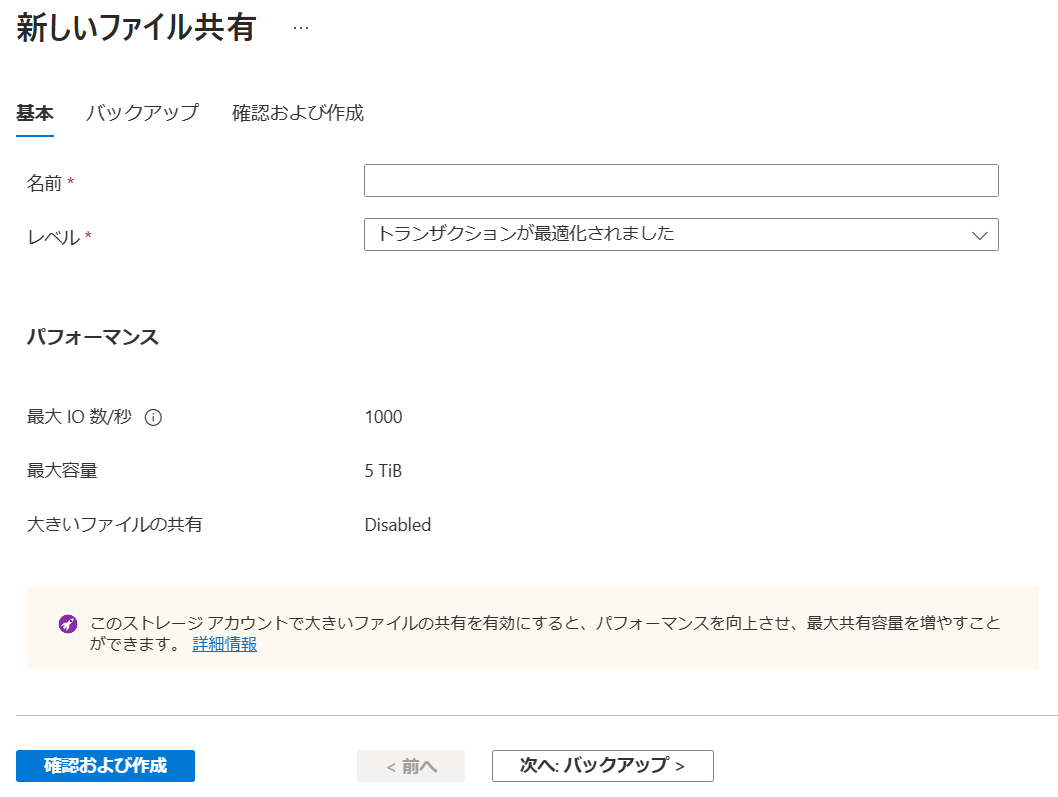 新しいファイル共有 …
基本 バックアップ 確認および作成
名前 *
レベル * トランザクションが最適化されました
パフォーマンス
最大 IO 数/秒 1000
最大容量 5 TiB
大きいファイルの共有 Disabled
このストレージ アカウントで大きいファイルの共有を有効にすると、パフォーマンスを向上させ、最大共有容量を増やすこと
ができます。 詳細情報
確認および作成 < 前へ 次へ: バックアップ >